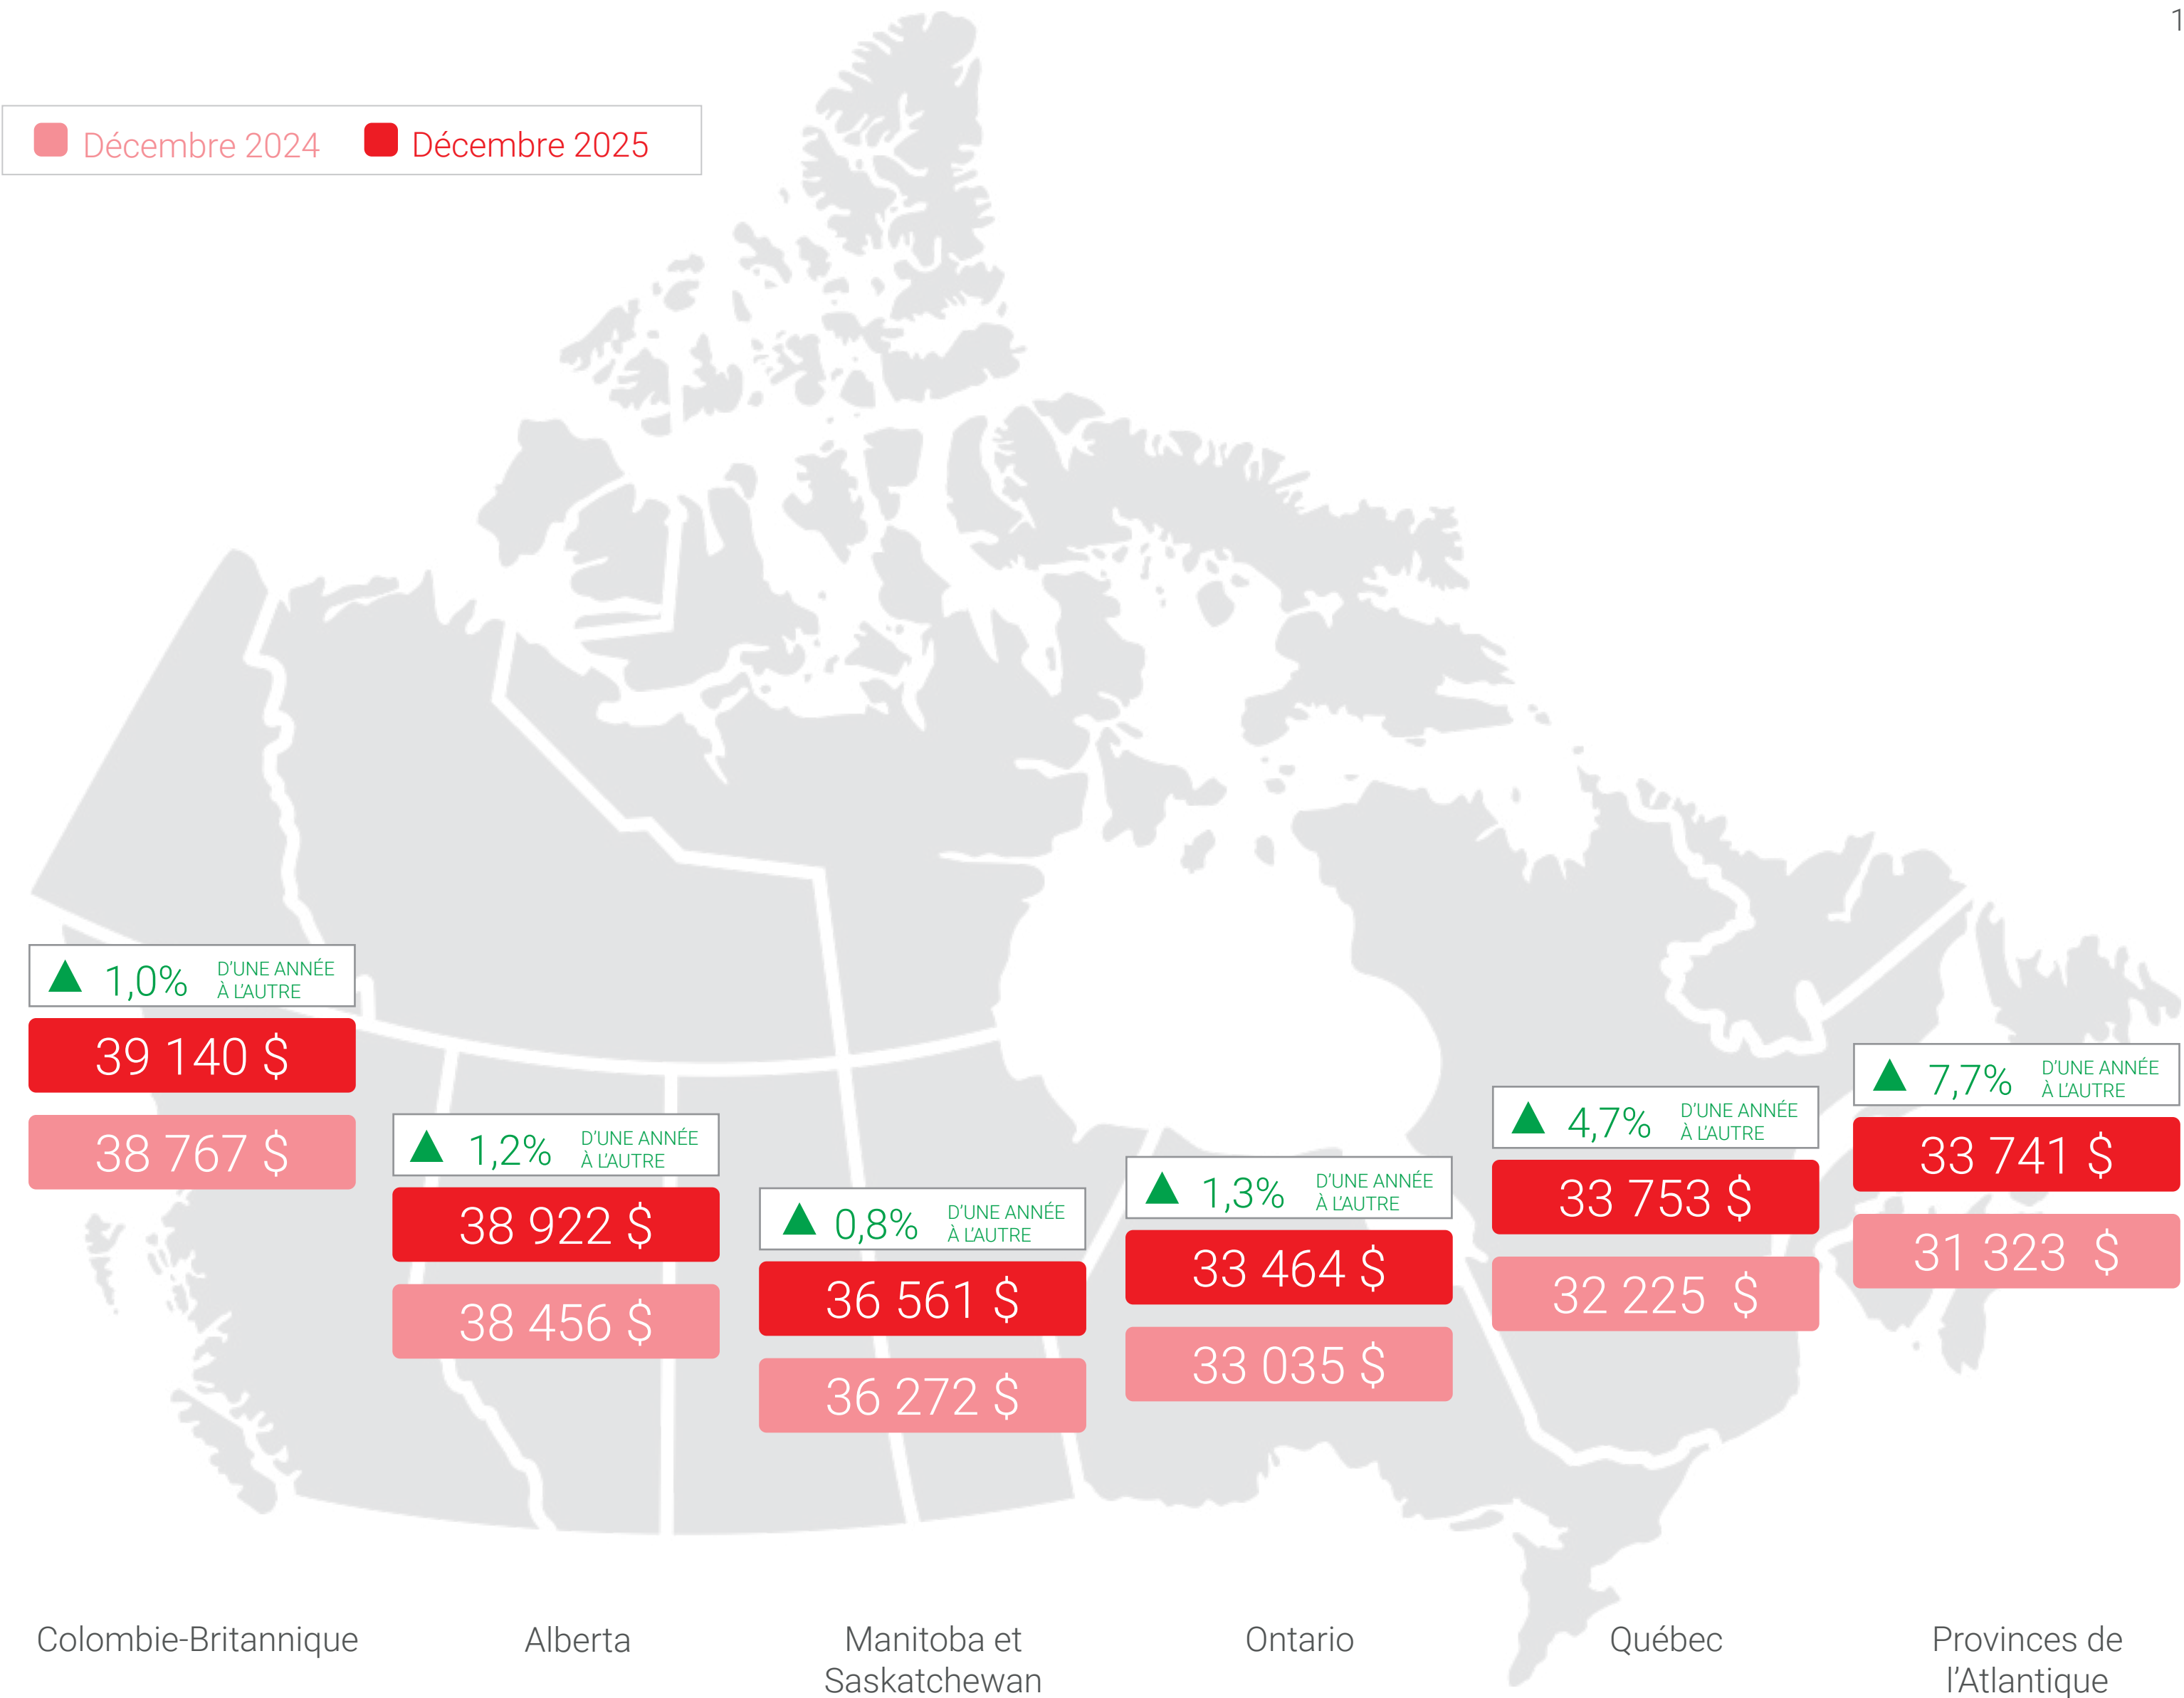 1
Décembre 2024
Décembre 2025
1,0%
D'UNE ANNÉE
À L'AUTRE
39 140 $
38 767 $
1,2%
D'UNE ANNÉE
À L'AUTRE
38 922 $
38 456 $
0,8%
D'UNE ANNÉE
À L'AUTRE
36 561 $
36 272 $
1,3%
D'UNE ANNÉE
À L'AUTRE
33 464 $
33 035 $
4,7%
D'UNE ANNÉE
À L'AUTRE
33 753 $
32 225 $
7,7%
D'UNE ANNÉE
À L'AUTRE
33 741 $
31 323 $
Colombie-Britannique
Alberta
Manitoba et
Saskatchewan
Ontario
Québec
Provinces de
l'Atlantique